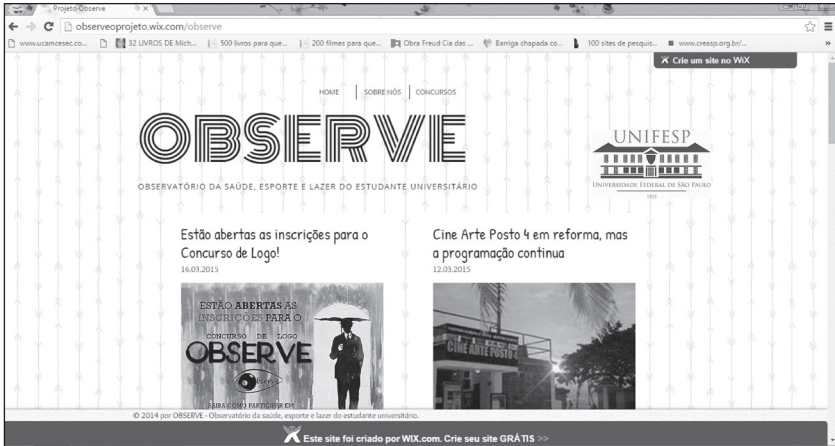 Projeto Observe
observeoprojeto.wix.com/observe
www.ucamcesec.co...
32 LIVROS DE Mich...
500 livros para que...
200 filmes para que...
Obra Freud Cia das ...
Barriga chapada co...
100 sites de pesquis...
www.creasp.org.br/...
Crie um site no WiX
HOME
SOBRE NÓS
CONCURSOS
OBSERVE
OBSERVATÓRIO DA SAÚDE, ESPORTE E LAZER DO ESTUDANTE UNIVERSITÁRIO
UNIFESP
UNIVERSIDADE FEDERAL DE SÃO PAULO
1933
Estão abertas as inscrições para o
Concurso de Logo!
16.03.2015
ESTÃO ABERTAS AS
INSCRIÇÕES PARA O
CONCURSO DE LOGO
OBSERVE
Observe
SAIBA COMO PARTICIPAR EM
Cine Arte Posto 4 em reforma, mas
a programação continua
12.03.2015
CINE ARTE POSTO 4
© 2014 por OBSERVE - Observatório da saúde, esporte e lazer do estudante universitário.
Este site foi criado por WIX.com. Crie seu site GRÁTIS >>